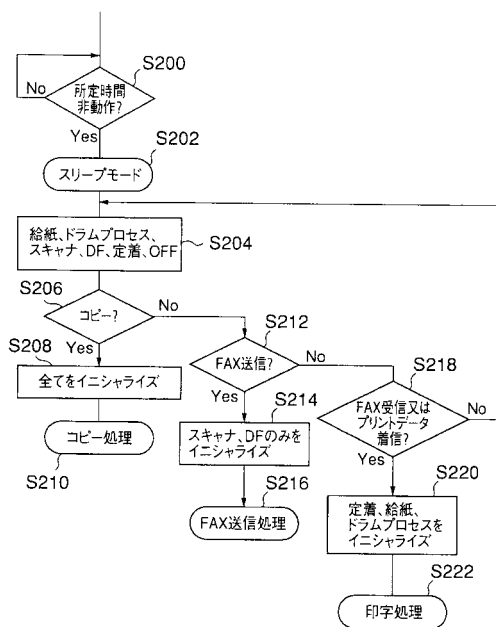 S200
No
所定時間
非動作?
Yes
S202
スリープモード
給紙、ドラムプロセス、
スキャナ、DF、定着、OFF
S204
S206
コピー?
No
Yes
S208
全てをイニシャライズ
コピー処理
S210
S212
FAX送信?
No
Yes
S214
スキャナ、DFのみを
イニシャライズ
S216
FAX送信処理
S218
FAX受信又は
プリントデータ
着信?
No
Yes
S220
定着、給紙、
ドラムプロセスを
イニシャライズ
S222
印字処理